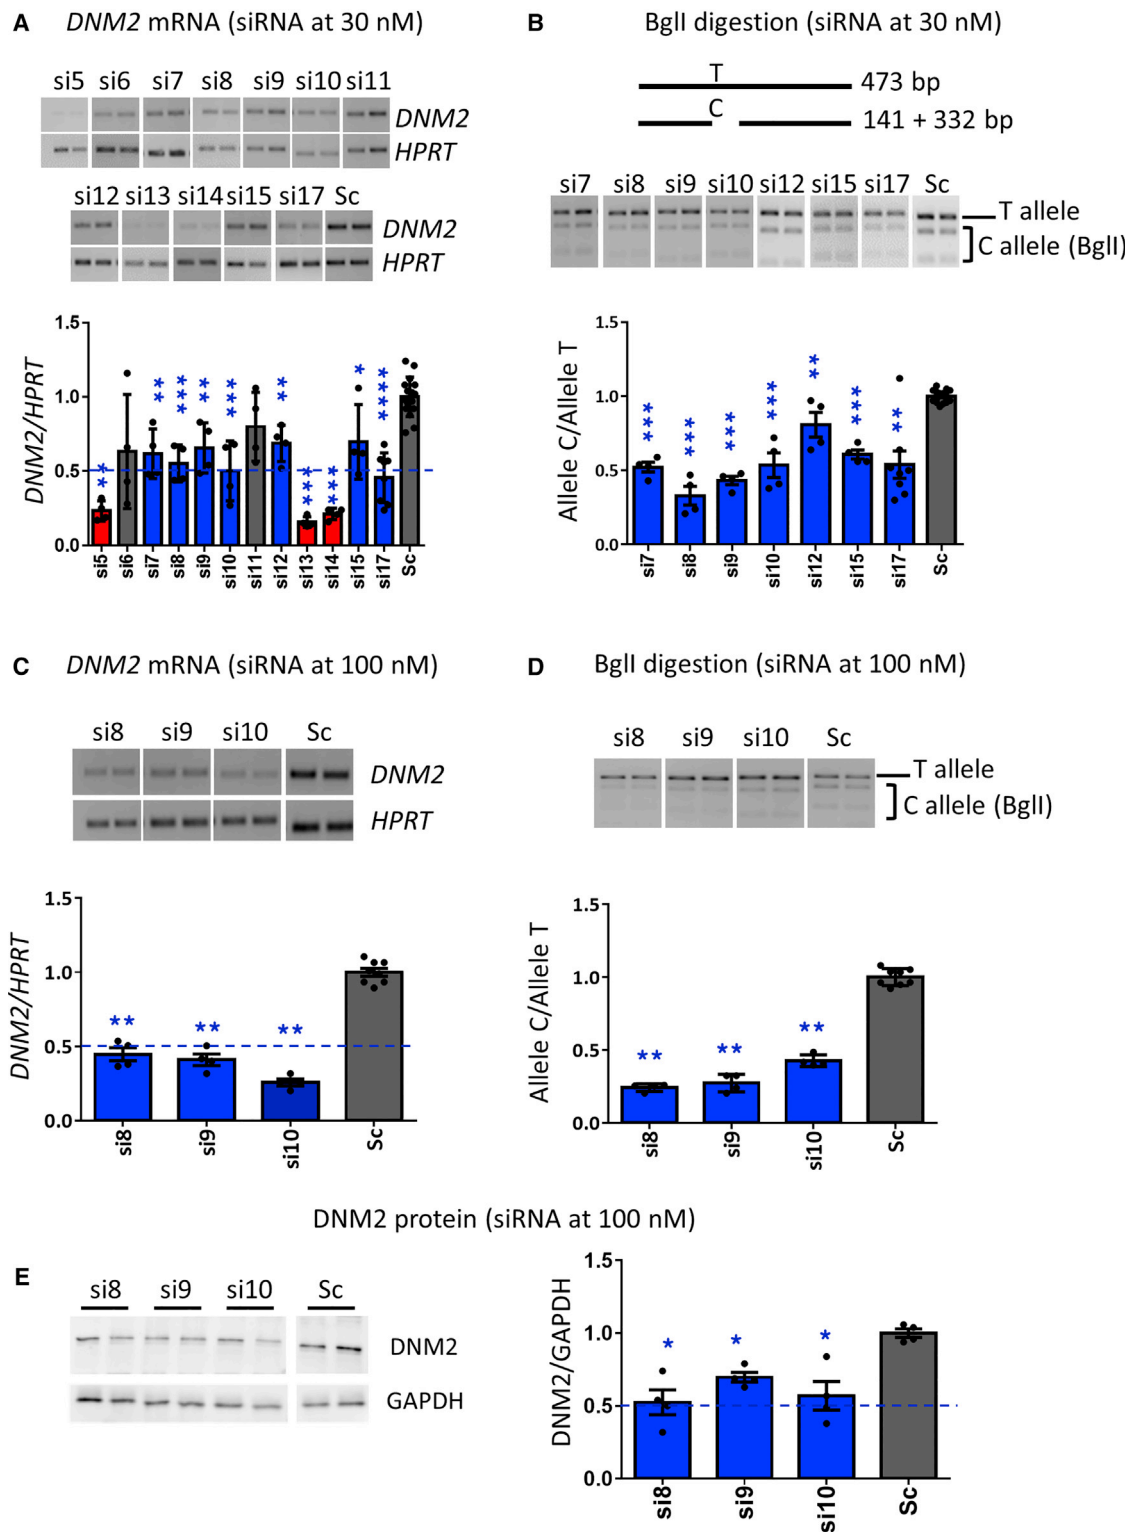 A DNM2 mRNA (siRNA at 30 nM)
si5 si6 si7 si8 si9 si10 si11
DNM2
HPRT
si12 si13 si14 si15 si17 Sc
DNM2
HPRT
DNM2/HPRT
1.5
1.0
0.5
0.0
** ** *** ** *** ** *** *** * ****
si5 si6 si7 si8 si9 si10 si11 si12 si13 si14 si15 si17 Sc
B BglI digestion (siRNA at 30 nM)
T
473 bp
C
141 + 332 bp
si7 si8 si9 si10 si12 si15 si17 Sc
T allele
C allele (BglI)
Allele C/Allele T
1.5
1.0
0.5
0.0
*** *** *** *** ** *** **
si7 si8 si9 si10 si12 si15 si17 Sc
C DNM2 mRNA (siRNA at 100 nM)
si8 si9 si10 Sc
DNM2
HPRT
DNM2/HPRT
1.5
1.0
0.5
0.0
** ** **
si8 si9 si10 Sc
D BglI digestion (siRNA at 100 nM)
si8 si9 si10 Sc
T allele
C allele (BglI)
Allele C/Allele T
1.5
1.0
0.5
0.0
** ** **
si8 si9 si10 Sc
DNM2 protein (siRNA at 100 nM)
E
si8 si9 si10 Sc
DNM2
GAPDH
DNM2/GAPDH
1.5
1.0
0.5
0.0
* * *
si8 si9 si10 Sc